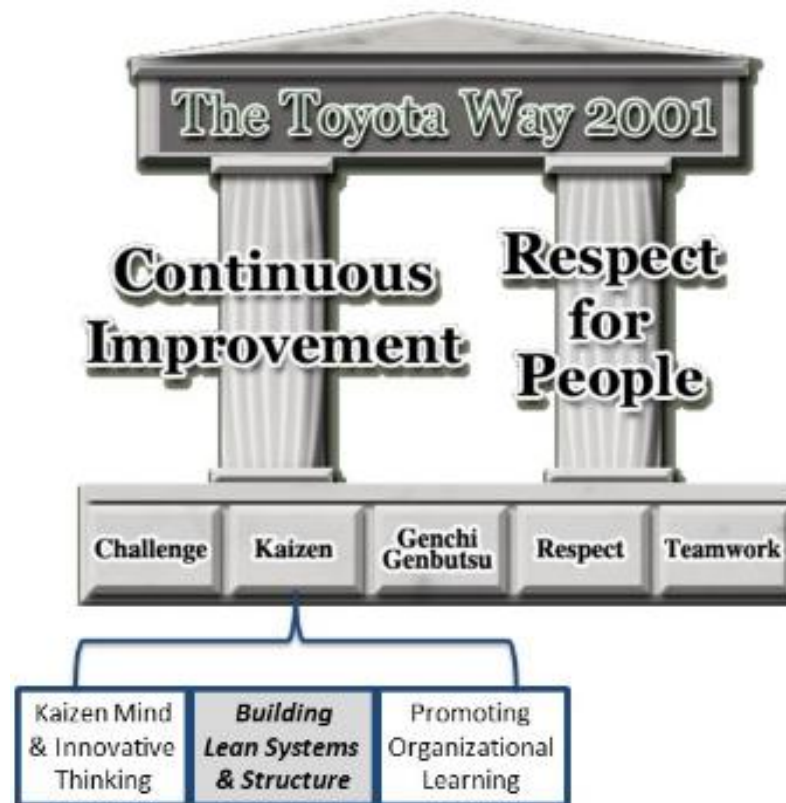 The Toyota Way 2001
Continuous
Improvement
Respect
for
People
Challenge
Kaizen
Genchi
Genbutsu
Respect
Teamwork
Kaizen Mind
& Innovative
Thinking
Building
Lean Systems
& Structure
Promoting
Organizational
Learning